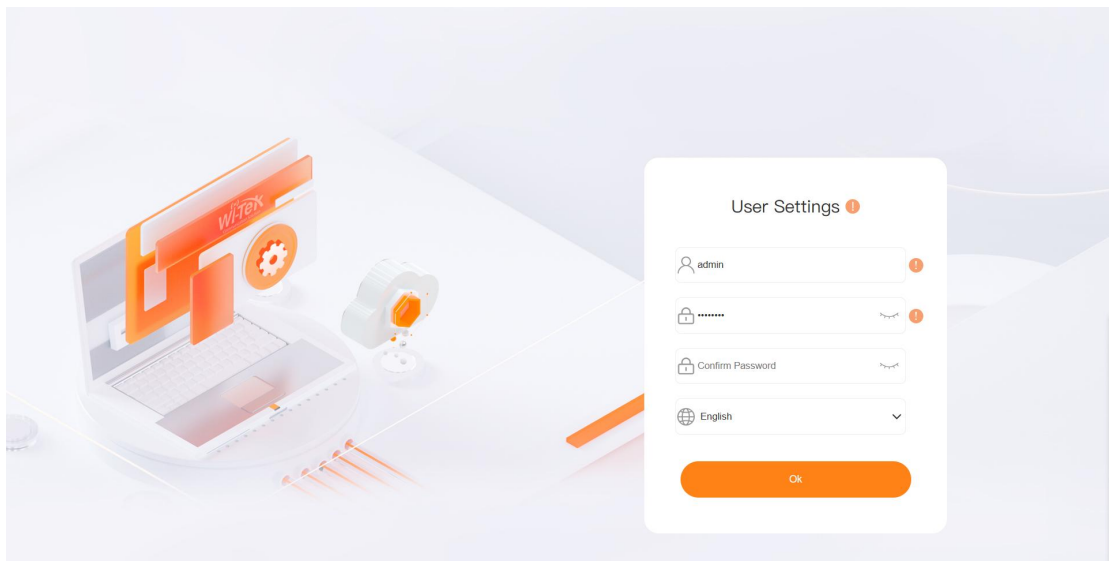 Wi-Tek
User Settings !
admin
!
••••••••
!
Confirm Password
English
Ok